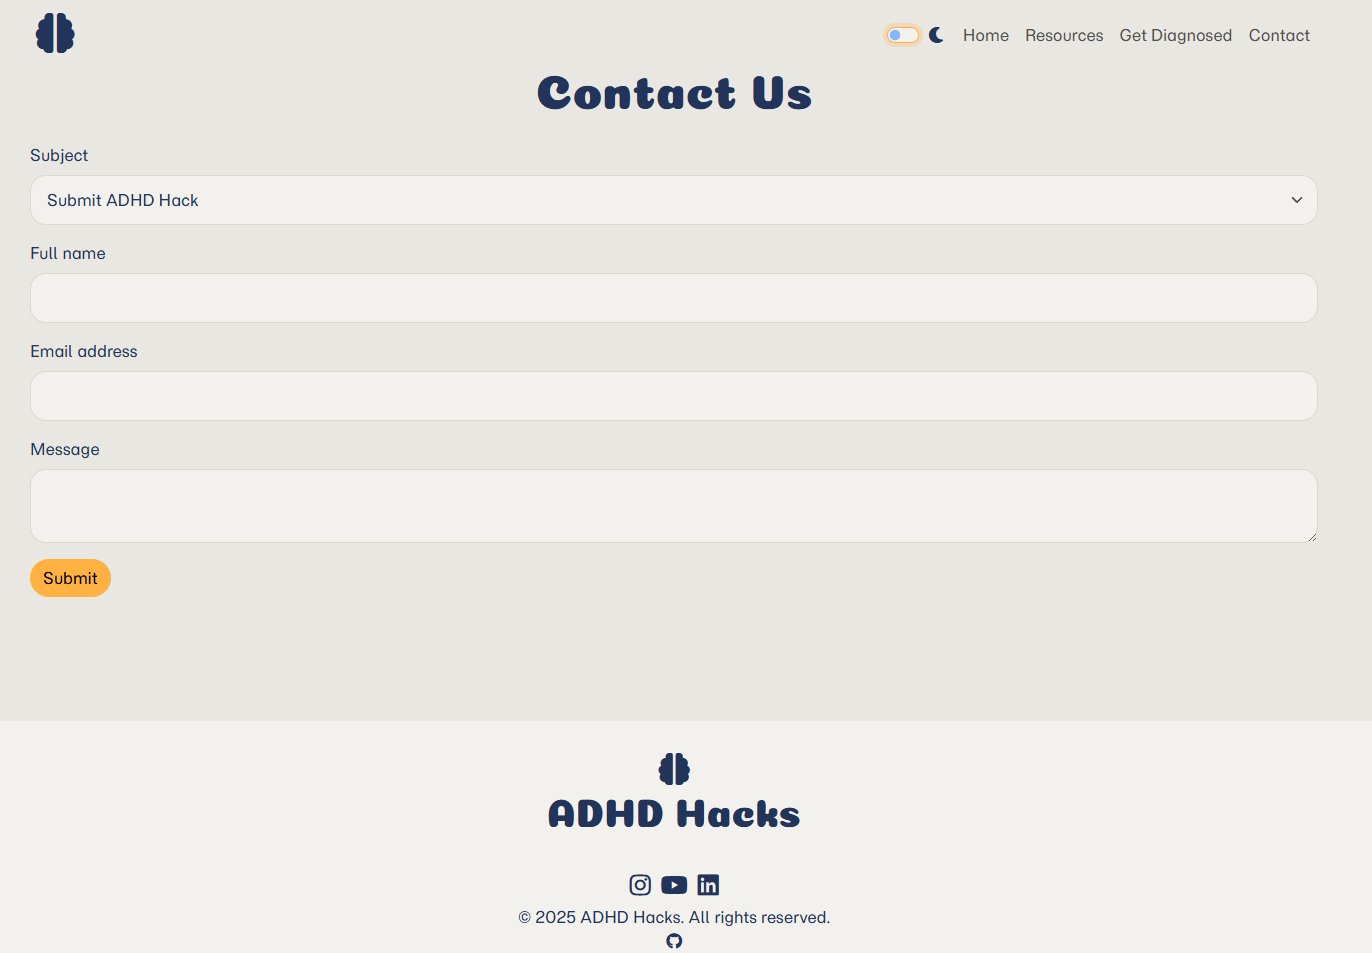 Home Resources Get Diagnosed Contact
Contact Us
Subject
Submit ADHD Hack
Full name
Email address
Message
Submit
ADHD Hacks
© 2025 ADHD Hacks. All rights reserved.